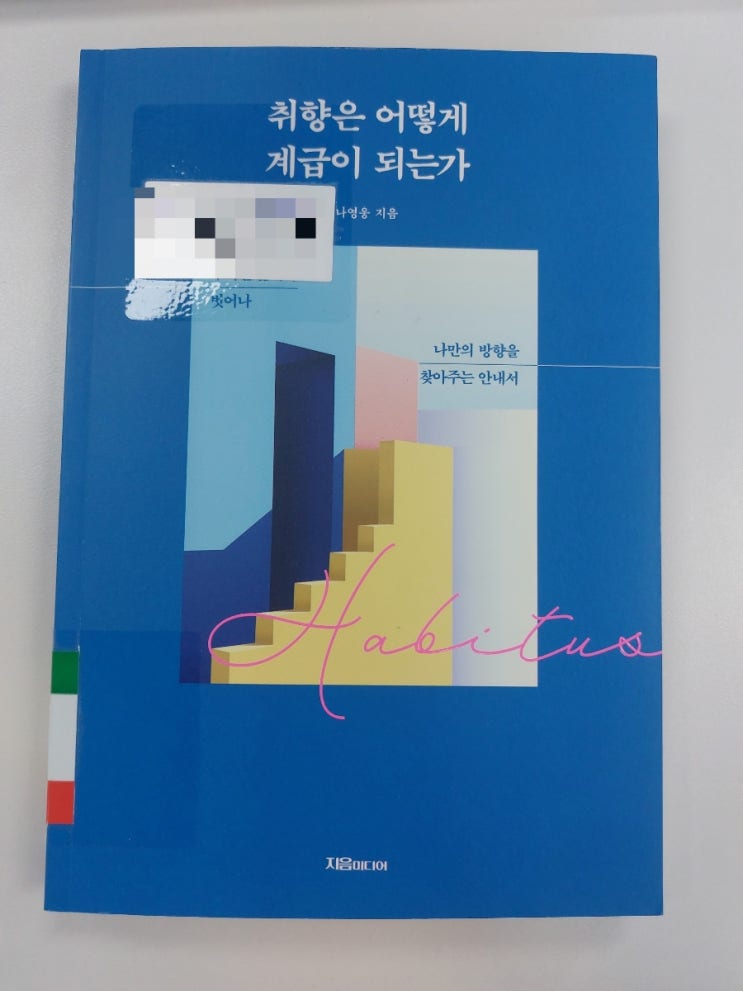 취향은 어떻게
계급이 되는가
나영웅 지음
벗어나
나만의 방향을
찾아주는 안내서
Habitus
지음미디어